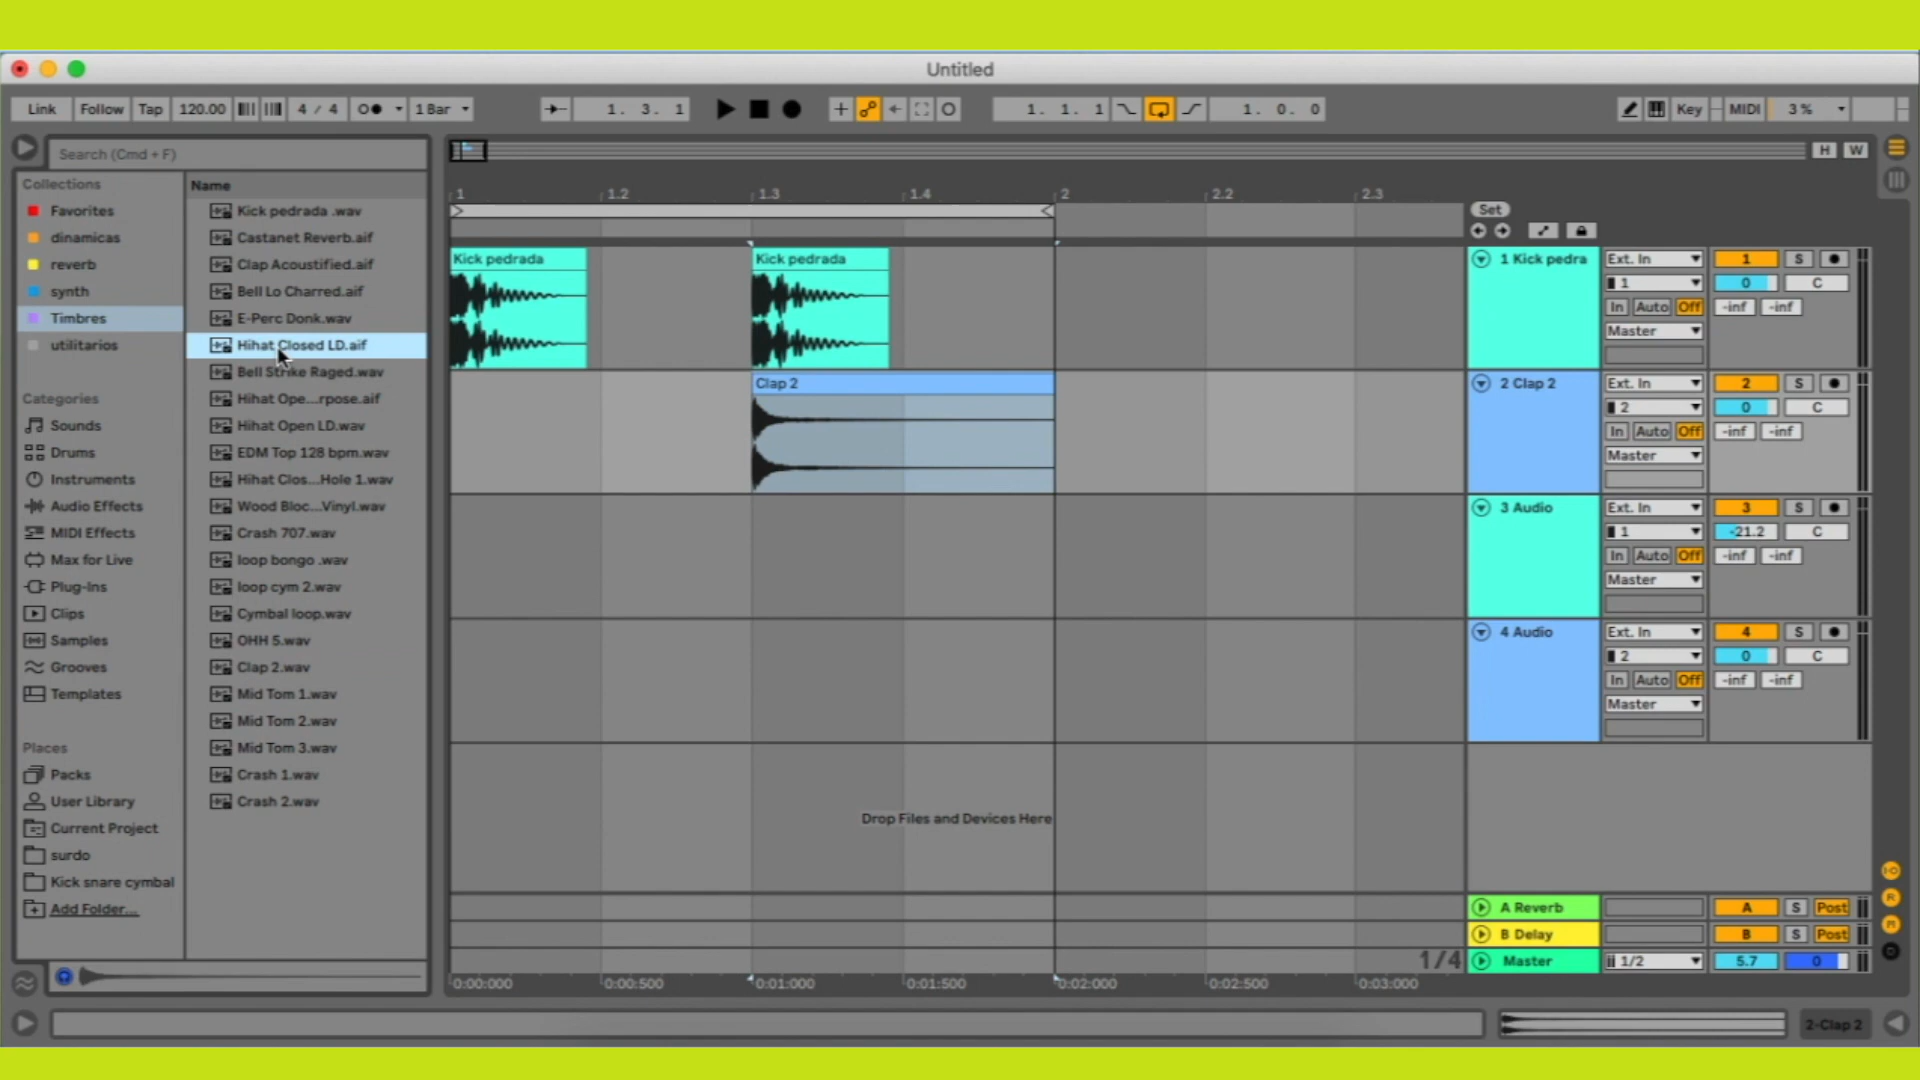 Untitled
Link Follow Tap 120.00 4 / 4 1 Bar 1. 3. 1 1. 1. 1 1. 0. 0 Key MIDI 3 %
Search (Cmd + F)
H W
Collections
Favorites
dinamicas
reverb
synth
Timbres
utilitarios
Categories
Sounds
Drums
Instruments
Audio Effects
MIDI Effects
Max for Live
Plug-Ins
Clips
Samples
Grooves
Templates
Places
Packs
User Library
Current Project
surdo
Kick snare cymbal
Add Folder...
Name
Kick pedrada .wav
Castanet Reverb.aif
Clap Acoustified.aif
Bell Lo Charred.aif
E-Perc Donk.wav
Hihat Closed LD.aif
Bell Strike Raged.wav
Hihat Ope...rpose.aif
Hihat Open LD.wav
EDM Top 128 bpm.wav
Hihat Clos...Hole 1.wav
Wood Bloc...Vinyl.wav
Crash 707.wav
loop bongo .wav
loop cym 2.wav
Cymbal loop.wav
OHH 5.wav
Clap 2.wav
Mid Tom 1.wav
Mid Tom 2.wav
Mid Tom 3.wav
Crash 1.wav
Crash 2.wav
1 1.2 1.3 1.4 2 2.2 2.3
Set
Kick pedrada Kick pedrada
Clap 2
Drop Files and Devices Here
1/4
0:00:000 0:00:500 0:01:000 0:01:500 0:02:000 0:02:500 0:03:000
1 Kick pedra Ext. In 1 S
1 0 C
In Auto Off -inf -inf
Master
2 Clap 2 Ext. In 2 S
2 0 C
In Auto Off -inf -inf
Master
3 Audio Ext. In 3 S
1 -21.2 C
In Auto Off -inf -inf
Master
4 Audio Ext. In 4 S
2 0 C
In Auto Off -inf -inf
Master
A Reverb A S Post
B Delay B S Post
Master 1/2 5.7 0
2-Clap 2